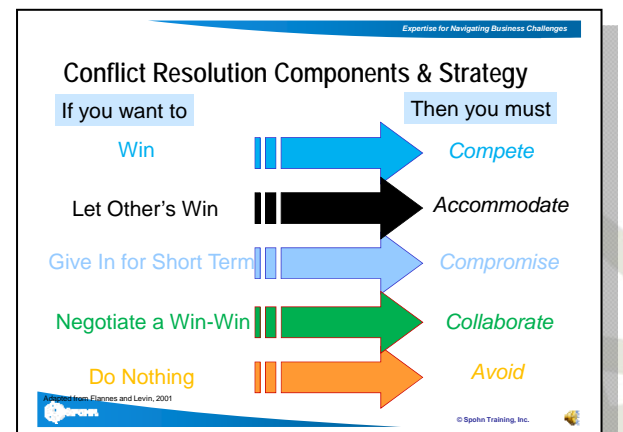 Expertise for Navigating Business Challenges
Conflict Resolution Components & Strategy
If you want to Then you must
Win Compete
Let Other's Win Accommodate
Give In for Short Term Compromise
Negotiate a Win-Win Collaborate
Do Nothing Avoid
Adapted from Flannes and Levin, 2001
spohn
© Spohn Training, Inc.